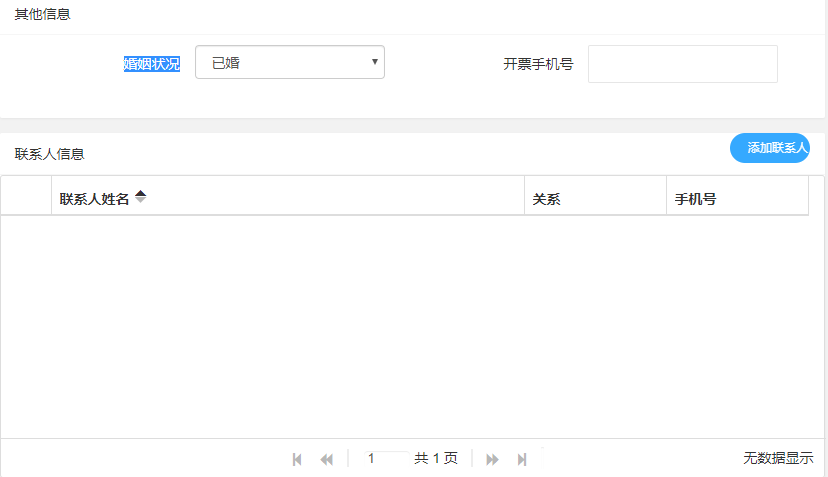 其他信息
婚姻状况 已婚 开票手机号
联系人信息 添加联系人
联系人姓名 关系 手机号
1 共 1 页 无数据显示